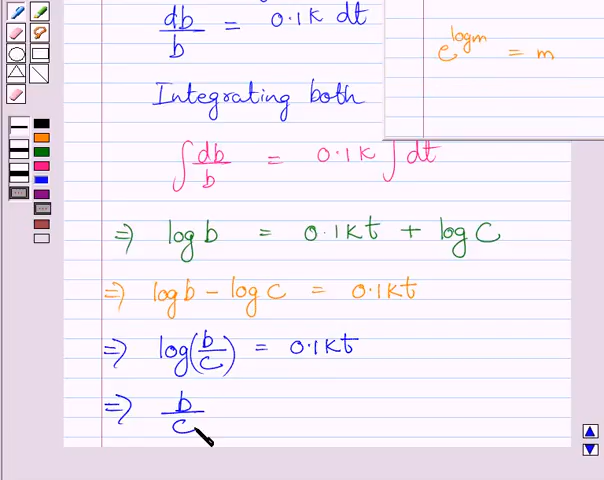 db/b = 0.1K dt
e^logm = m
Integrating both
∫ db/b = 0.1K ∫ dt
⇒ log b = 0.1Kt + log C
⇒ log b - log C = 0.1Kt
⇒ log(b/C) = 0.1Kt
⇒ b/C